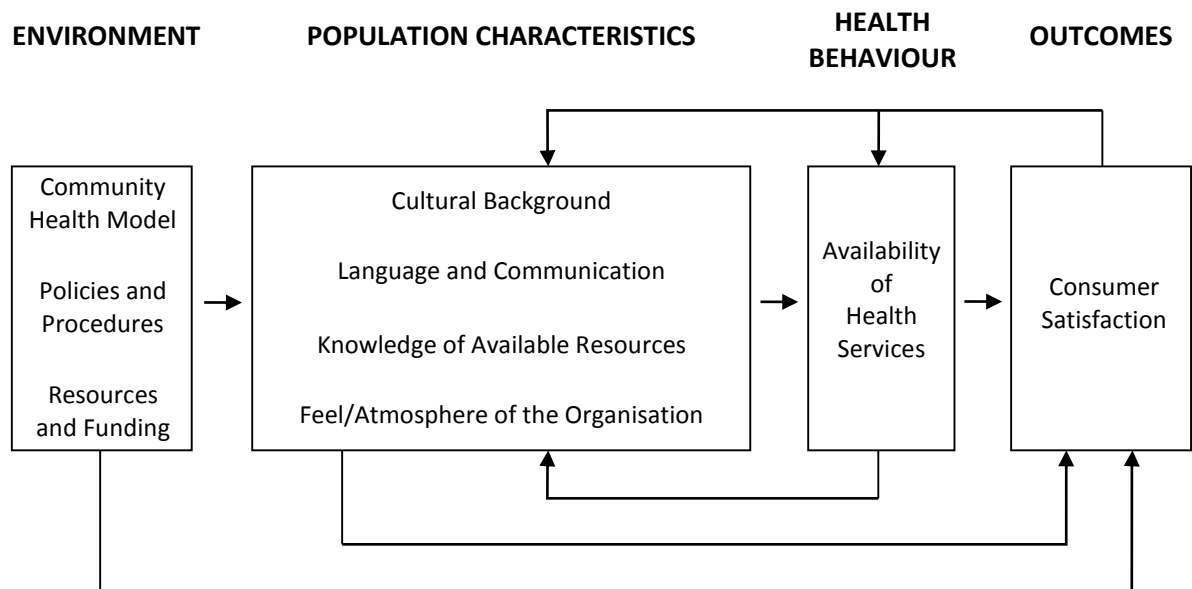 ENVIRONMENT
POPULATION CHARACTERISTICS
HEALTH
BEHAVIOUR
OUTCOMES
Community
Health Model
Policies and
Procedures
Resources
and Funding
Cultural Background
Language and Communication
Knowledge of Available Resources
Feel/Atmosphere of the Organisation
Availability
of
Health
Services
Consumer
Satisfaction